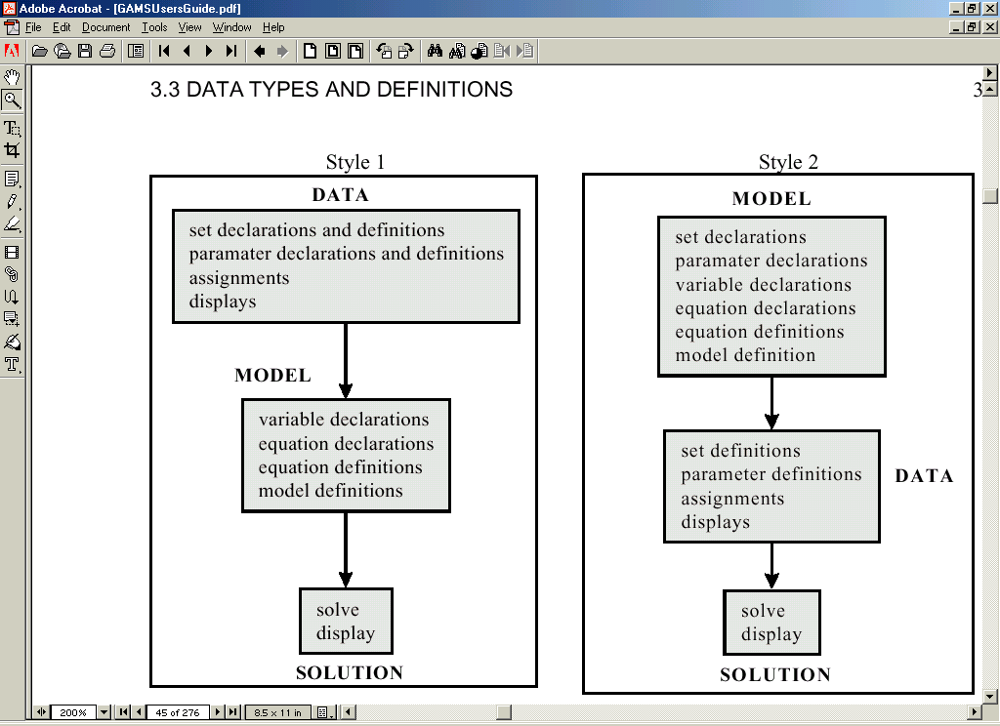 Adobe Acrobat - [GAMSUsersGuide.pdf]
File Edit Document Tools View Window Help
3.3 DATA TYPES AND DEFINITIONS
3
Style 1
DATA
set declarations and definitions
paramater declarations and definitions
assignments
displays
MODEL
variable declarations
equation declarations
equation definitions
model definitions
solve
display
SOLUTION
Style 2
MODEL
set declarations
paramater declarations
variable declarations
equation declarations
equation definitions
model definition
set definitions
parameter definitions
assignments
displays
DATA
solve
display
SOLUTION
200% 45 of 276 8.5 x 11 in